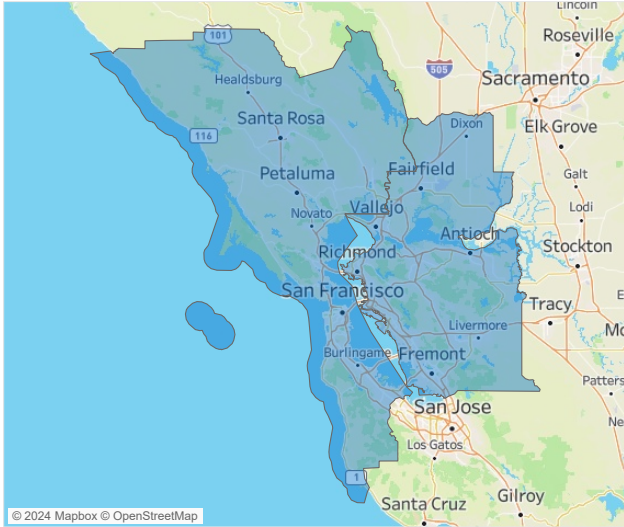 Lincoln
Roseville
101
505
Sacramento
Healdsburg
Dixon
Elk Grove
116
Santa Rosa
Petaluma
Fairfield
Galt
Novato
Vallejo
Lodi
Antioch
Richmond
Stockton
San Francisco
Tracy
Livermore
Burlingame
Fremont
Patters
San Jose
Los Gatos
1
Gilroy
Santa Cruz
© 2024 Mapbox © OpenStreetMap